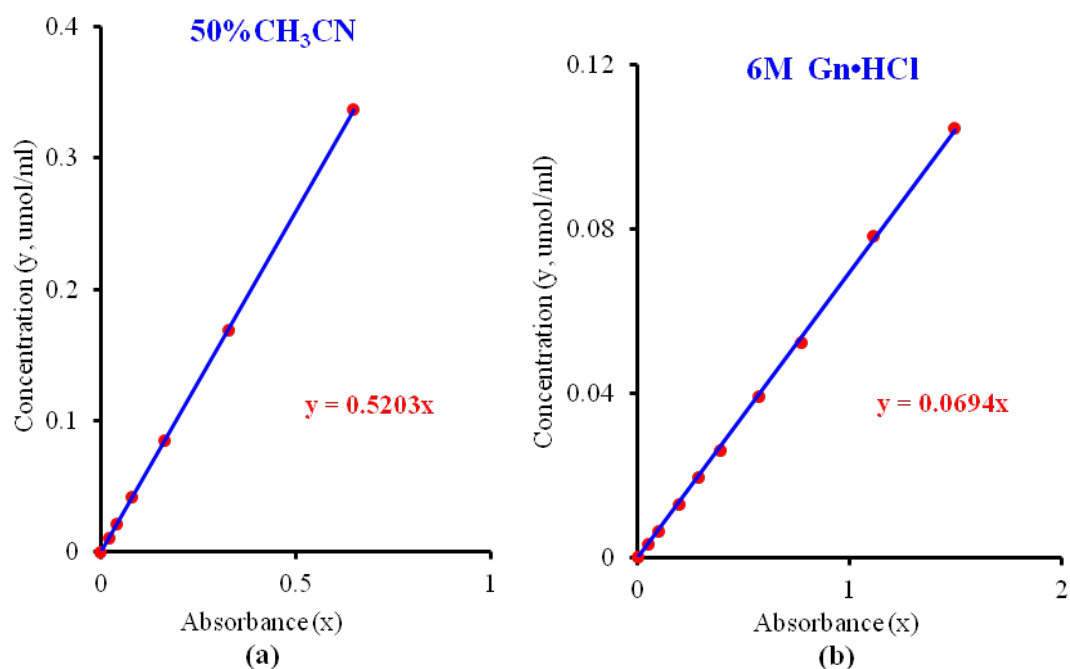 50%CH₃CN
Concentration (y, umol/ml)
0.4
0.3
0.2
0.1
0
y = 0.5203x
0
0.5
1
Absorbance (x)
(a)
6M Gn•HCl
Concentration (y, umol/ml)
0.12
0.08
0.04
0
y = 0.0694x
0
1
2
Absorbance (x)
(b)